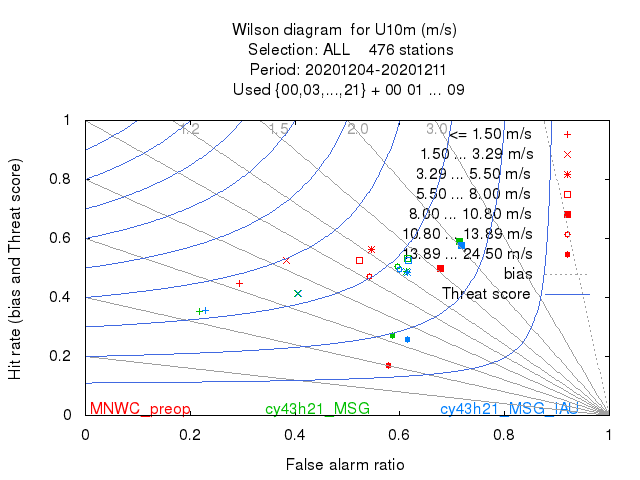 Wilson diagram  for U10m (m/s)
Selection: ALL    476 stations
Period: 20201204-20201211
Used {00,03,...,21} + 00 01 ... 09
1.2 1.5 2.0 3.0
<= 1.50 m/s
1.50 ... 3.29 m/s
3.29 ... 5.50 m/s
5.50 ... 8.00 m/s
8.00 ... 10.80 m/s
10.80 ... 13.89 m/s
13.89 ... 24.50 m/s
bias
Threat score
Hit rate (bias and Threat score)
1
0.8
0.6
0.4
0.2
0
MNWC_preop cy43h21_MSG cy43h21_MSG_IAU
0 0.2 0.4 0.6 0.8 1
False alarm ratio